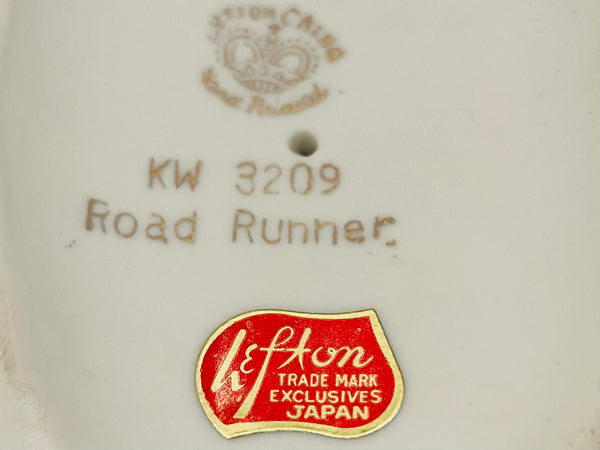 Lefton China
Hand Painted
KW 3209
Road Runner.
Lefton
TRADE MARK
EXCLUSIVES
JAPAN